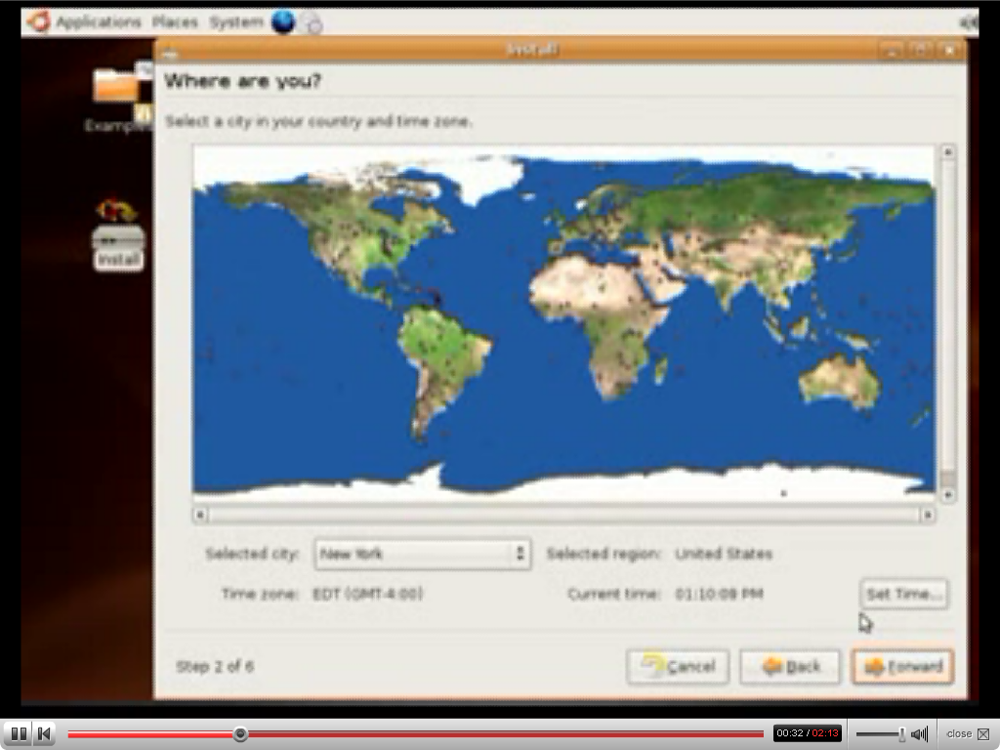 Applications Places System
Install
Where are you?
Examples
Select a city in your country and time zone.
Install
Selected city: New York Selected region: United States
Time zone: EDT (GMT-4:00) Current time: 01:10:09 PM Set Time...
Step 2 of 6 Cancel Back Forward
00:32 / 02:13 close